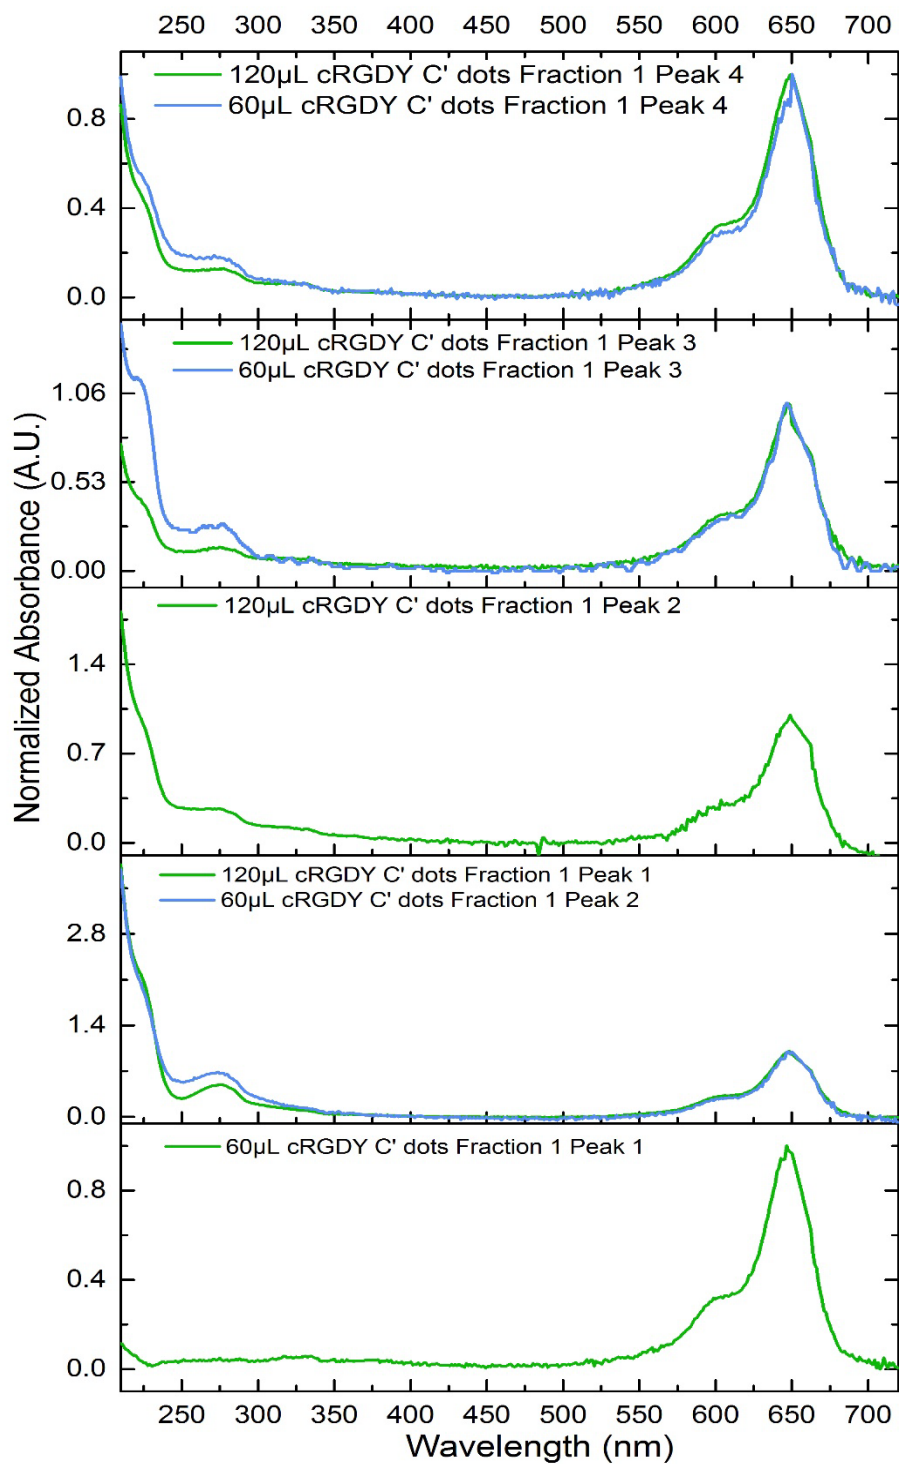 250 300 350 400 450 500 550 600 650 700
120µL cRGDY C' dots Fraction 1 Peak 4
60µL cRGDY C' dots Fraction 1 Peak 4
0.8
0.4
0.0
120µL cRGDY C' dots Fraction 1 Peak 3
60µL cRGDY C' dots Fraction 1 Peak 3
1.06
0.53
0.00
120µL cRGDY C' dots Fraction 1 Peak 2
1.4
0.7
0.0
120µL cRGDY C' dots Fraction 1 Peak 1
60µL cRGDY C' dots Fraction 1 Peak 2
2.8
1.4
0.0
60µL cRGDY C' dots Fraction 1 Peak 1
0.8
0.4
0.0
Normalized Absorbance (A.U.)
250 300 350 400 450 500 550 600 650 700
Wavelength (nm)